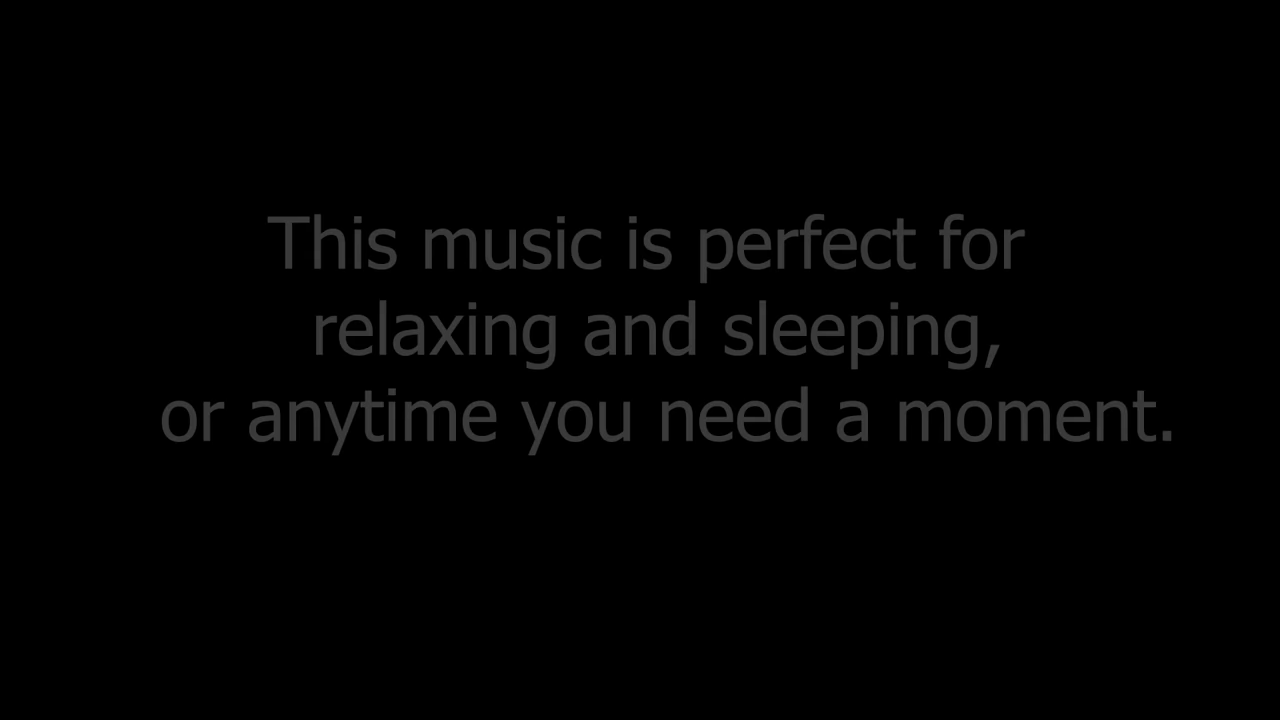 This music is perfect for
relaxing and sleeping,
or anytime you need a moment.